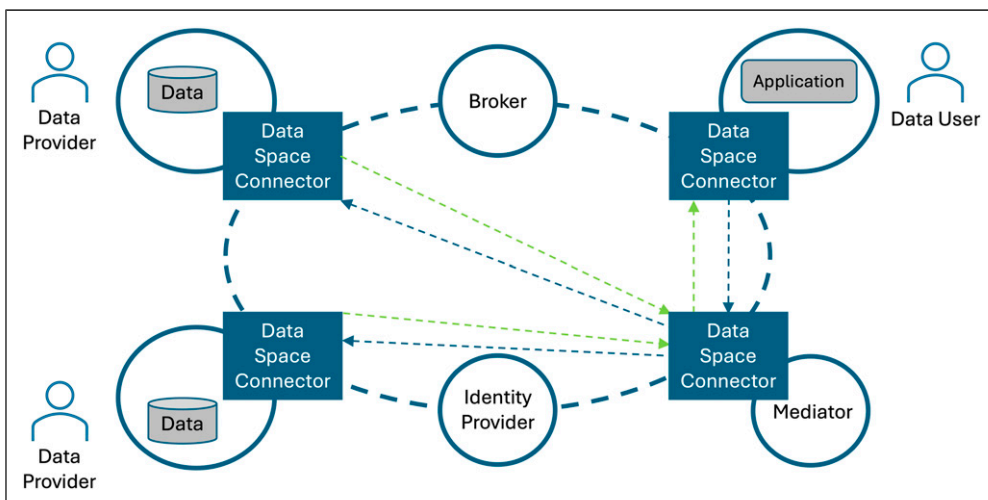 Data
Provider
Data
Data
Space
Connector
Broker
Application
Data
Space
Connector
Data User
Data
Provider
Data
Data
Space
Connector
Identity
Provider
Data
Space
Connector
Mediator